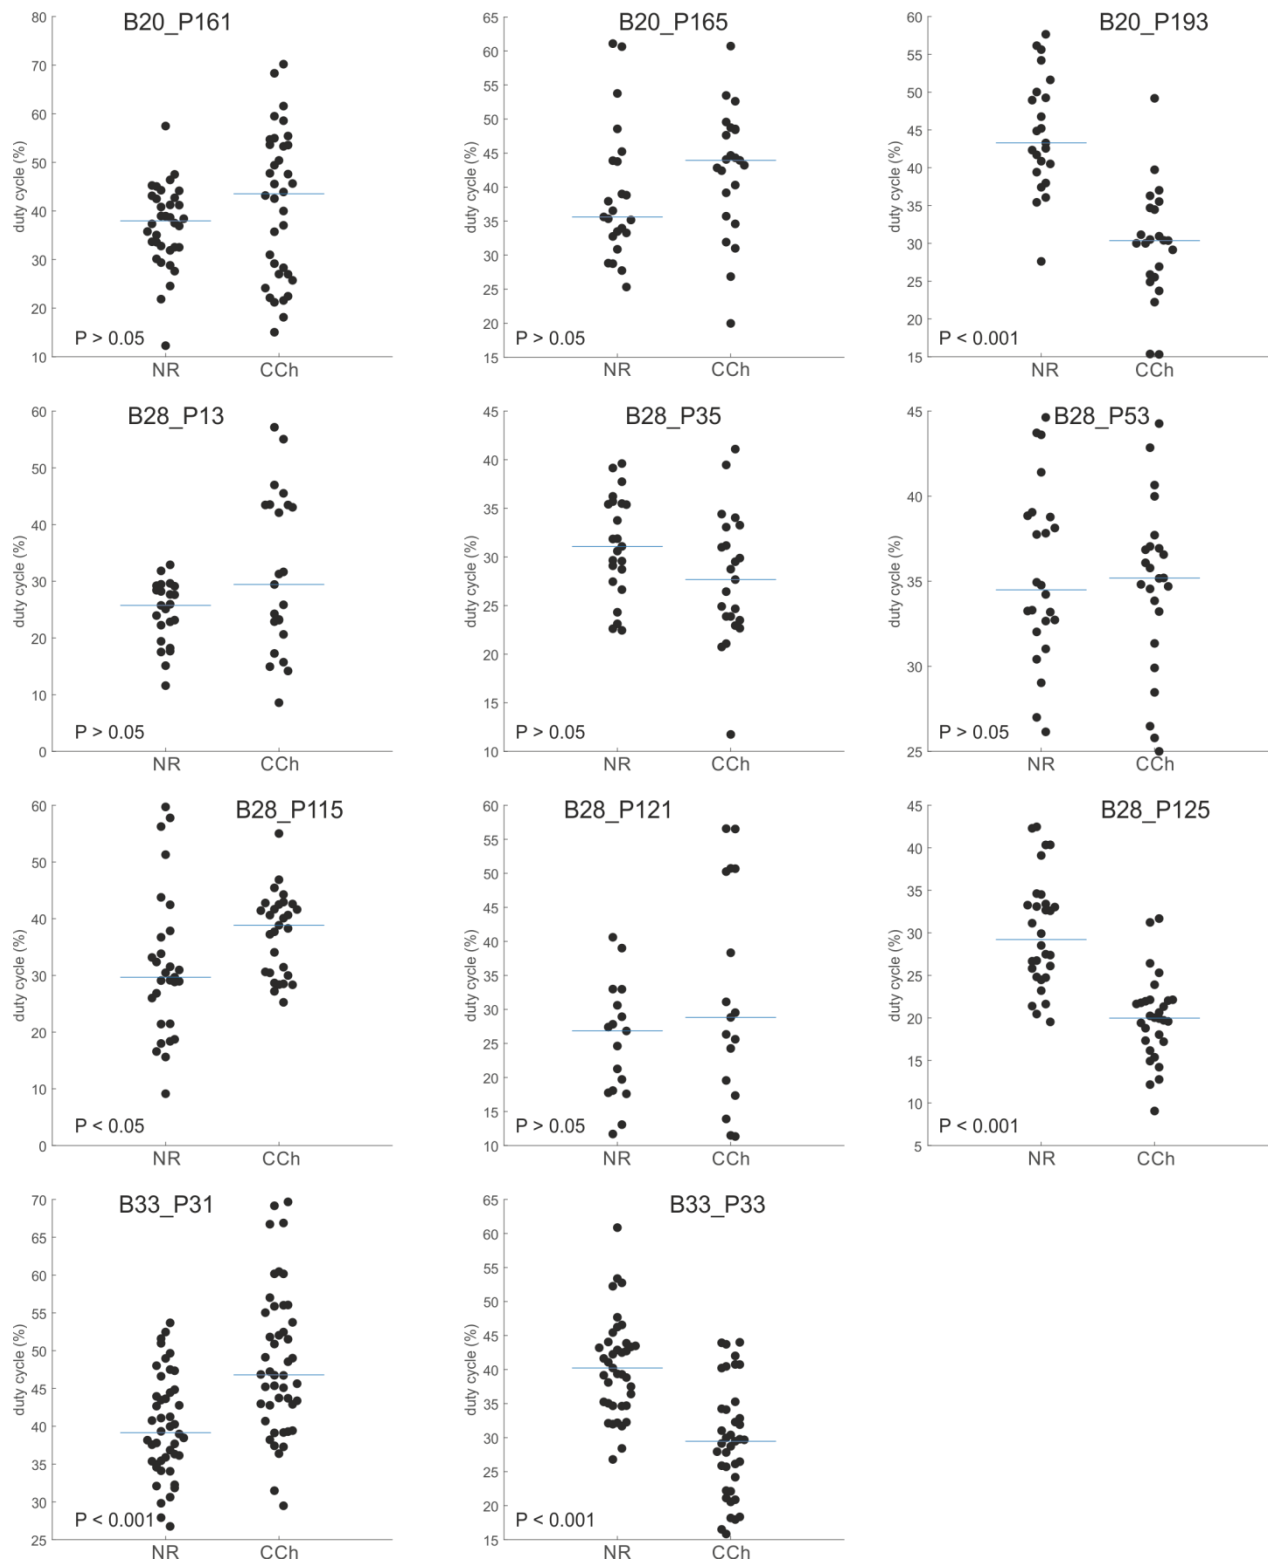 B20_P161
80
70
60
50
40
30
20
10
duty cycle (%)
P > 0.05
NR CCh
B20_P165
65
60
55
50
45
40
35
30
25
20
15
duty cycle (%)
P > 0.05
NR CCh
B20_P193
60
55
50
45
40
35
30
25
20
15
duty cycle (%)
P < 0.001
NR CCh
B28_P13
60
50
40
30
20
10
0
duty cycle (%)
P > 0.05
NR CCh
B28_P35
45
40
35
30
25
20
15
10
duty cycle (%)
P > 0.05
NR CCh
B28_P53
45
40
35
30
25
duty cycle (%)
P > 0.05
NR CCh
B28_P115
60
50
40
30
20
10
0
duty cycle (%)
P < 0.05
NR CCh
B28_P121
60
55
50
45
40
35
30
25
20
15
10
duty cycle (%)
P > 0.05
NR CCh
B28_P125
45
40
35
30
25
20
15
10
5
duty cycle (%)
P < 0.001
NR CCh
B33_P31
70
65
60
55
50
45
40
35
30
25
duty cycle (%)
P < 0.001
NR CCh
B33_P33
65
60
55
50
45
40
35
30
25
20
15
duty cycle (%)
P < 0.001
NR CCh